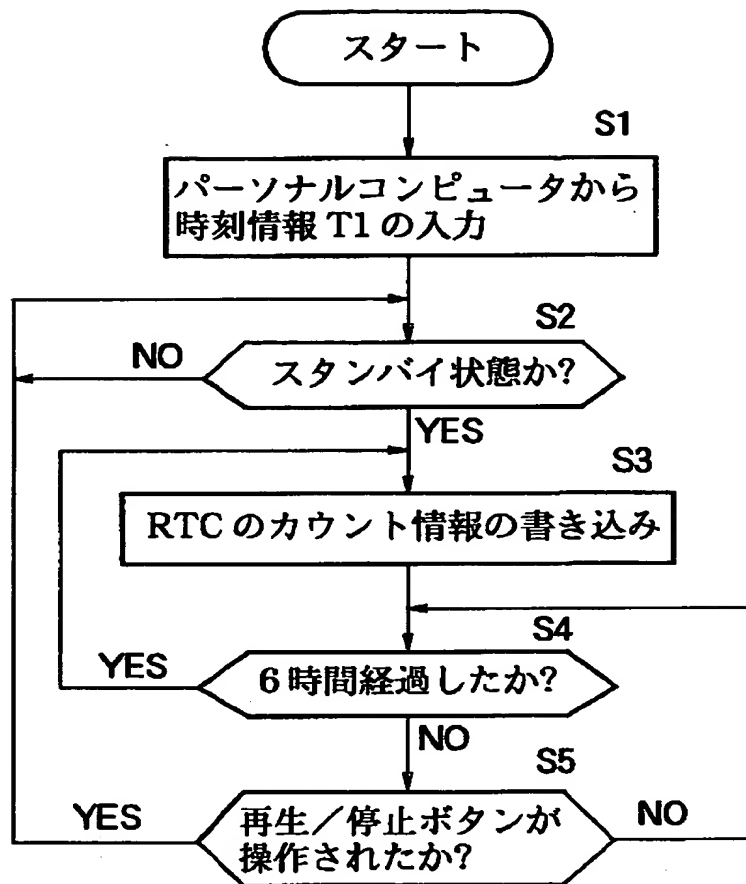 スタート
S1
パーソナルコンピュータから
時刻情報 T1 の入力
S2
NO
スタンバイ状態か?
YES
S3
RTC のカウント情報の書き込み
S4
YES
6 時間経過したか?
NO
S5
YES
再生/停止ボタンが
操作されたか?
NO